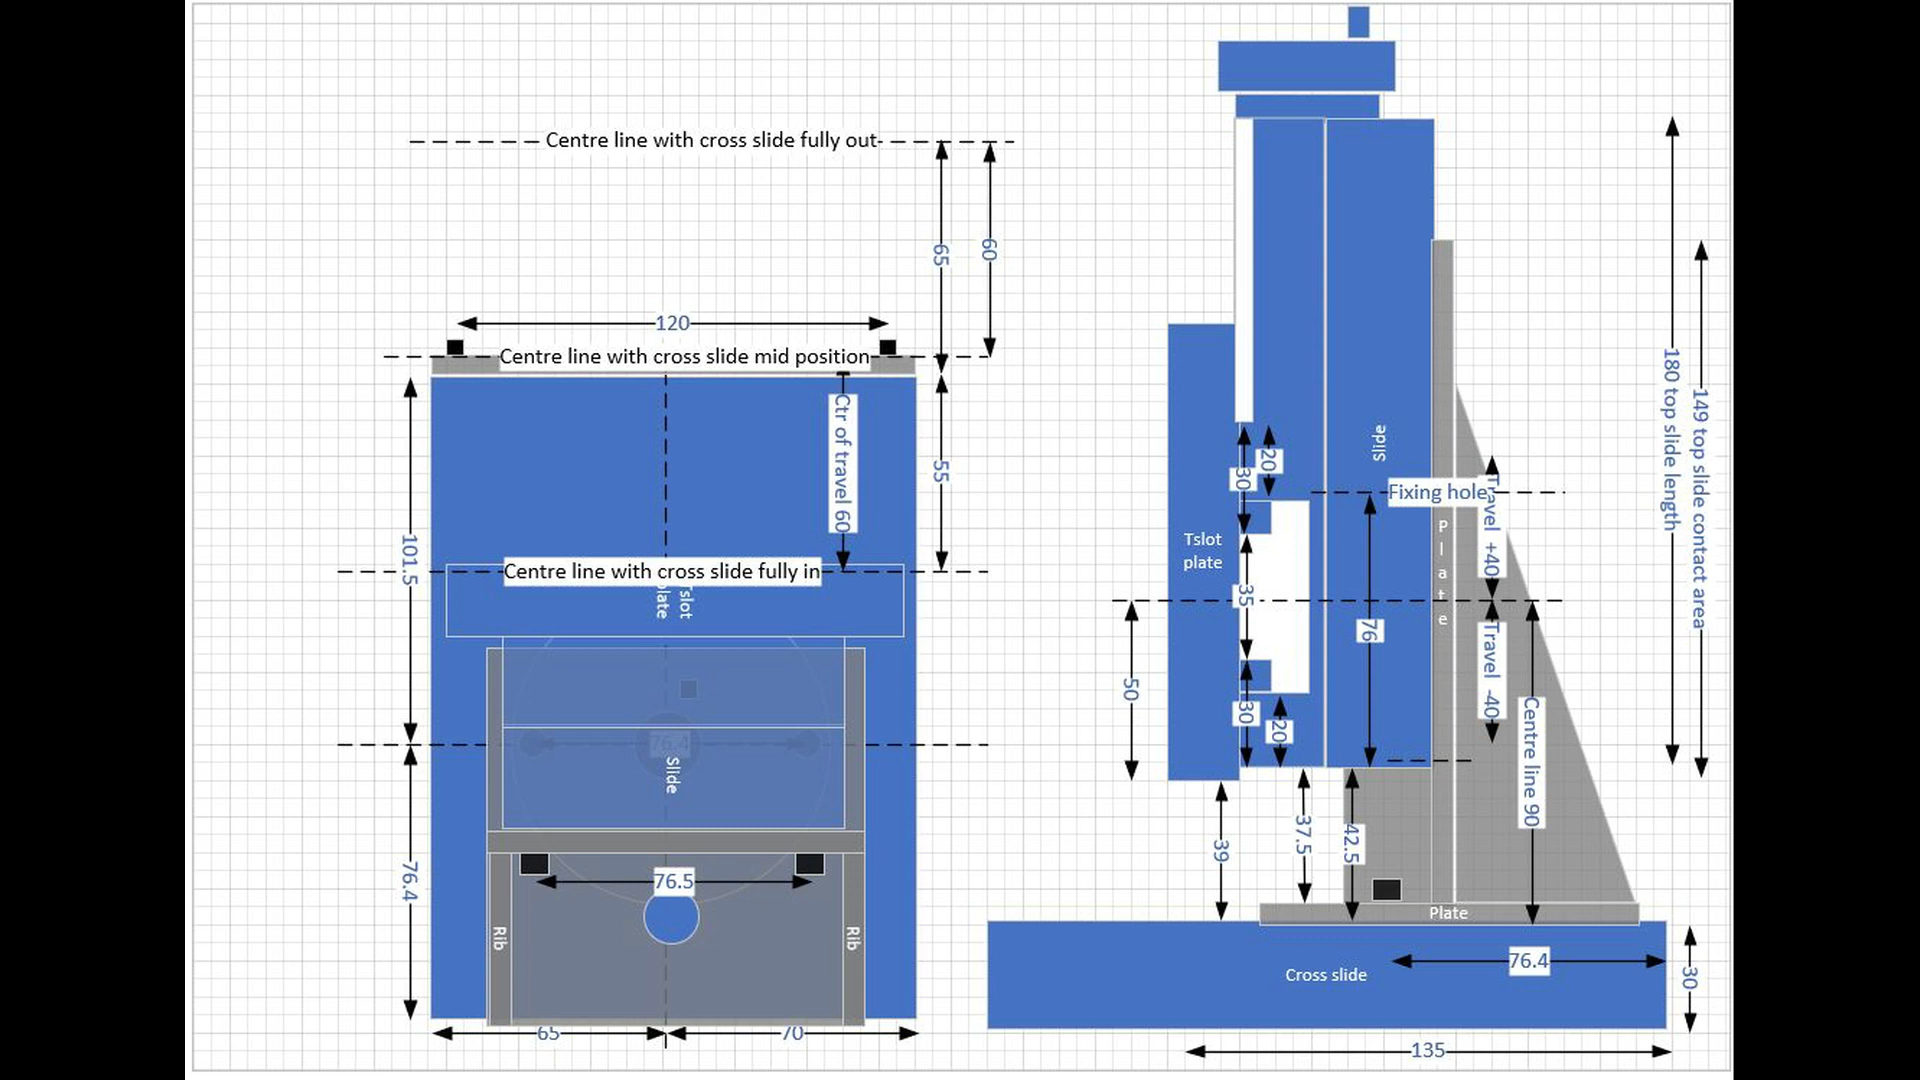 Centre line with cross slide fully out
65
60
120
Centre line with cross slide mid position
Ctr of travel 60
55
101.5
Centre line with cross slide fully in
Tslot
plate
76.4
Slide
76.4
76.5
Rib
Rib
65
70
Slide
180 top slide length
149 top slide contact area
20
30
Fixing hole
Travel +40
Tslot
plate
Plate
35
76
50
Travel -40
30
20
Centre line 90
39
37.5
42.5
Plate
76.4
Cross slide
30
135